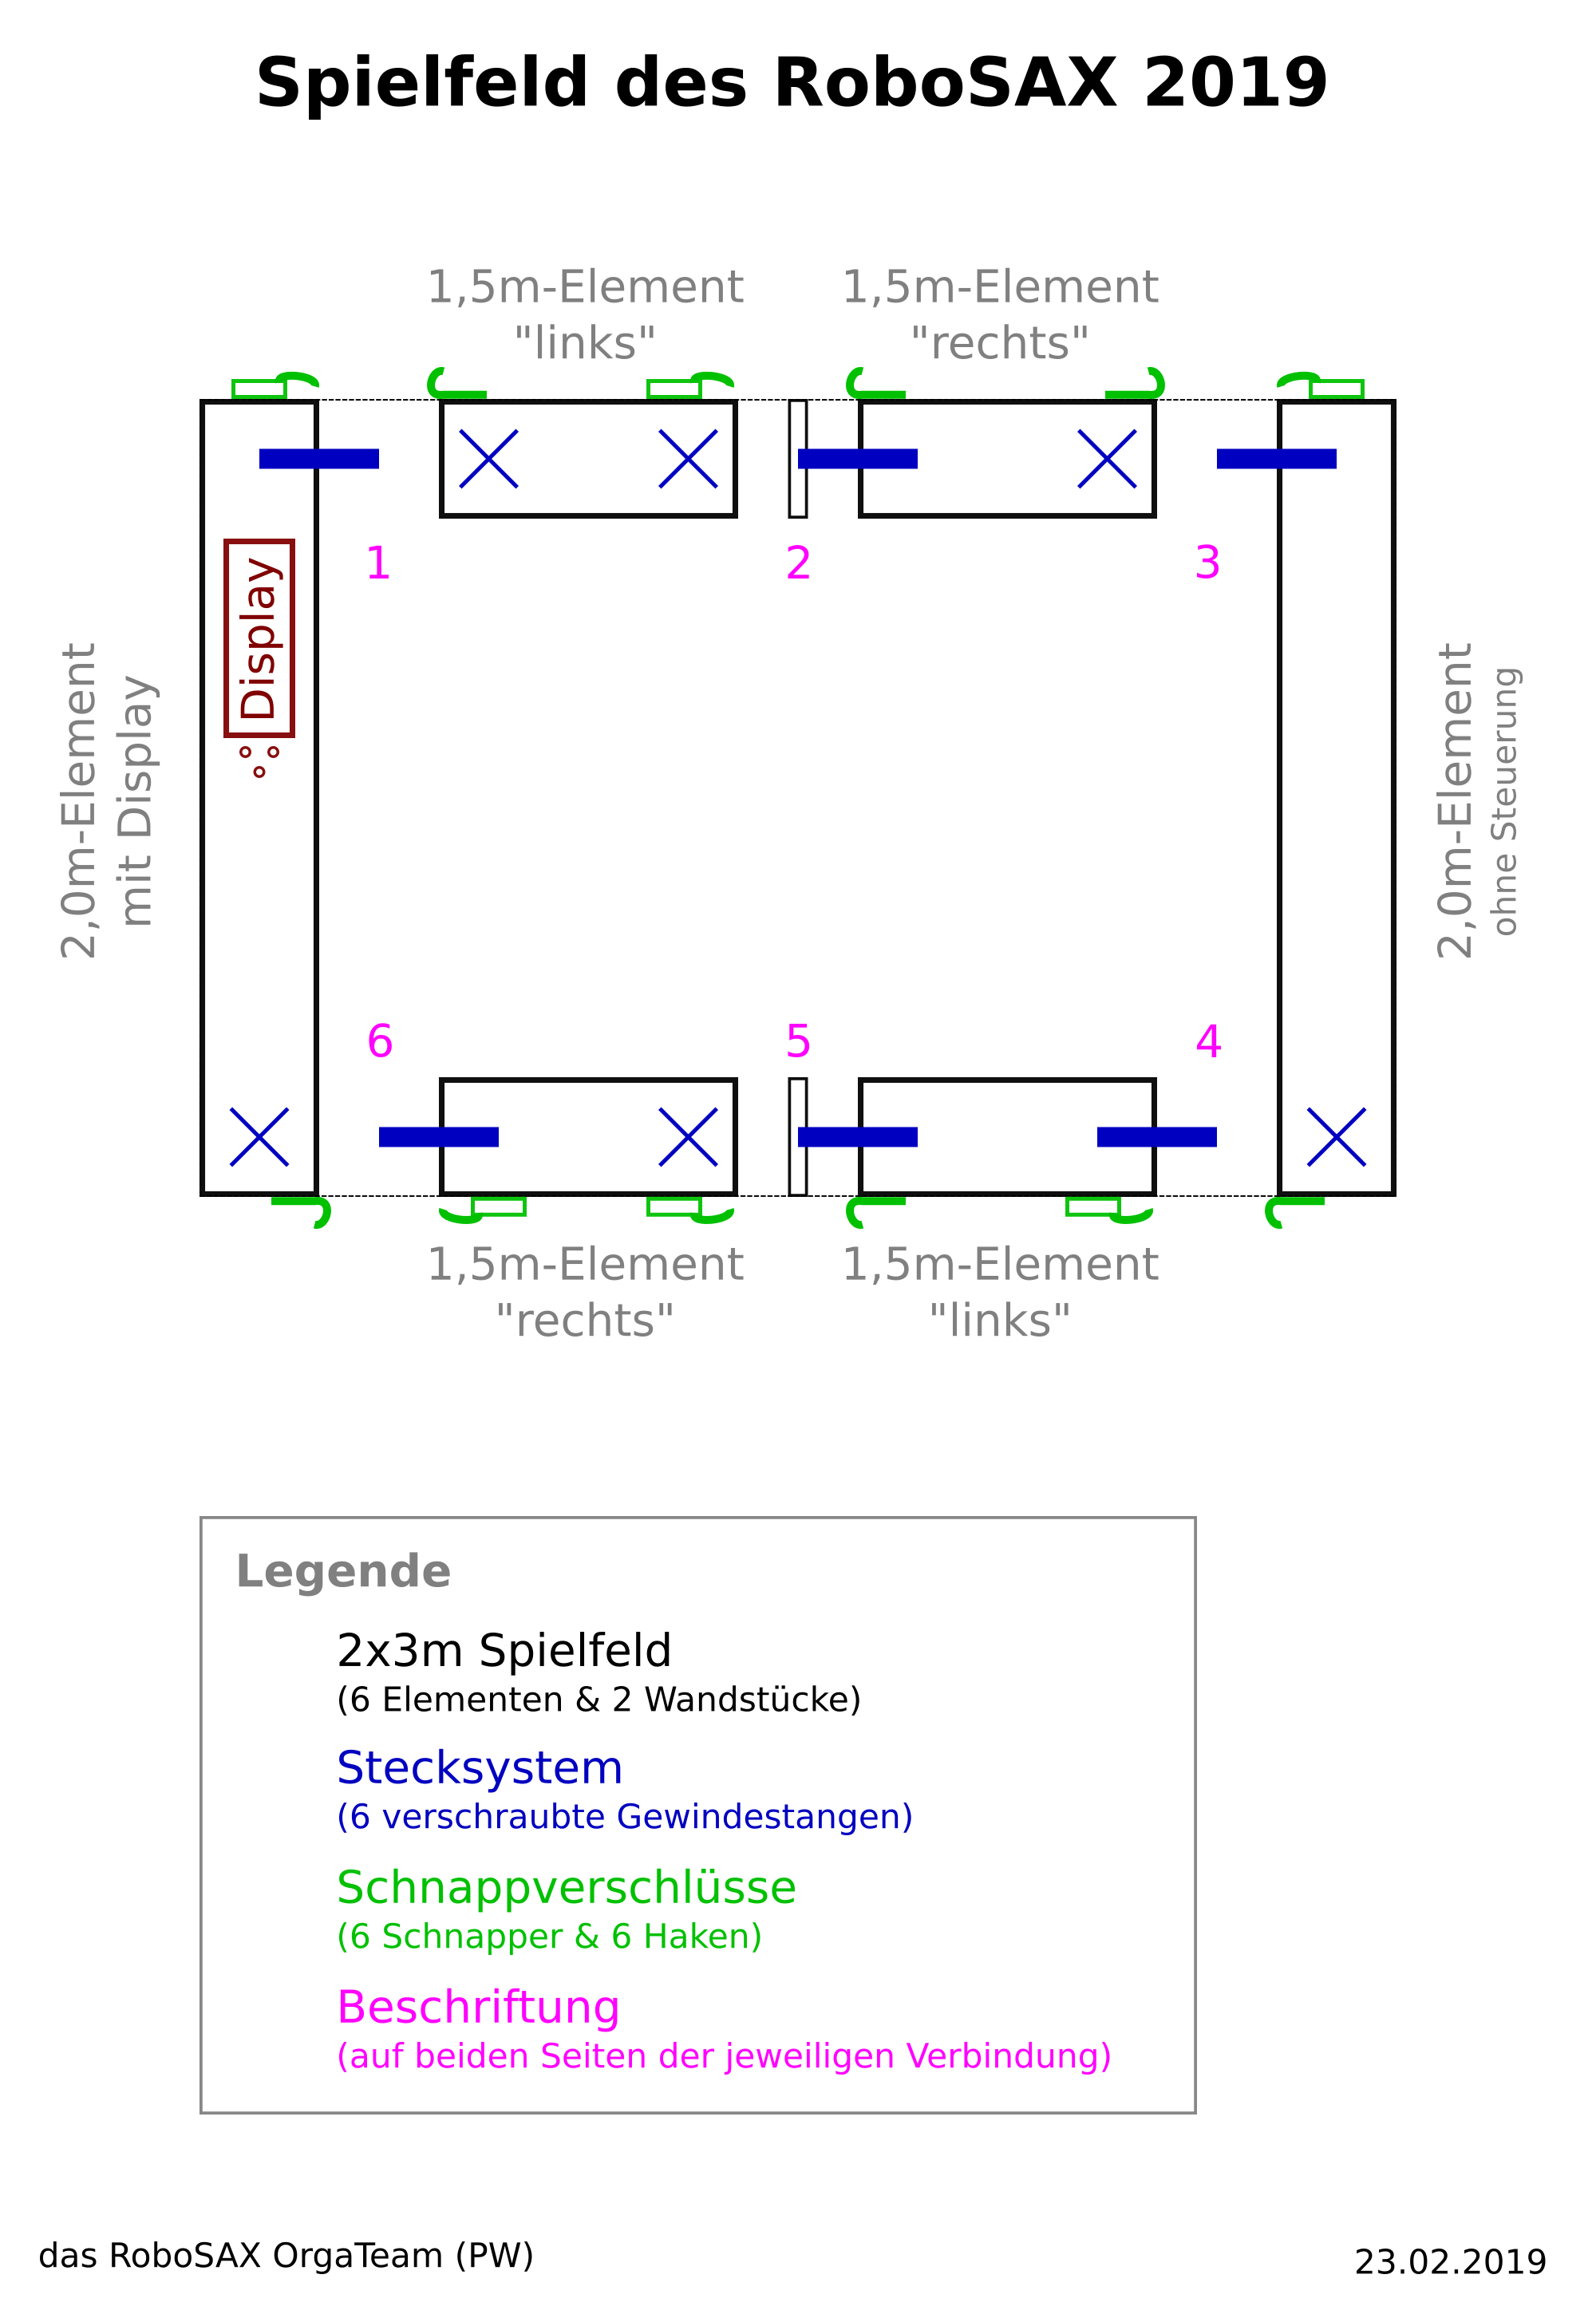 Spielfeld des RoboSAX 2019
1,5m-Element
"links"
1,5m-Element
"rechts"
1
2
3
Display
2,0m-Element
mit Display
2,0m-Element
ohne Steuerung
6
5
4
1,5m-Element
"rechts"
1,5m-Element
"links"
Legende
2x3m Spielfeld
(6 Elementen & 2 Wandstücke)
Stecksystem
(6 verschraubte Gewindestangen)
Schnappverschlüsse
(6 Schnapper & 6 Haken)
Beschriftung
(auf beiden Seiten der jeweiligen Verbindung)
das RoboSAX OrgaTeam (PW)
23.02.2019